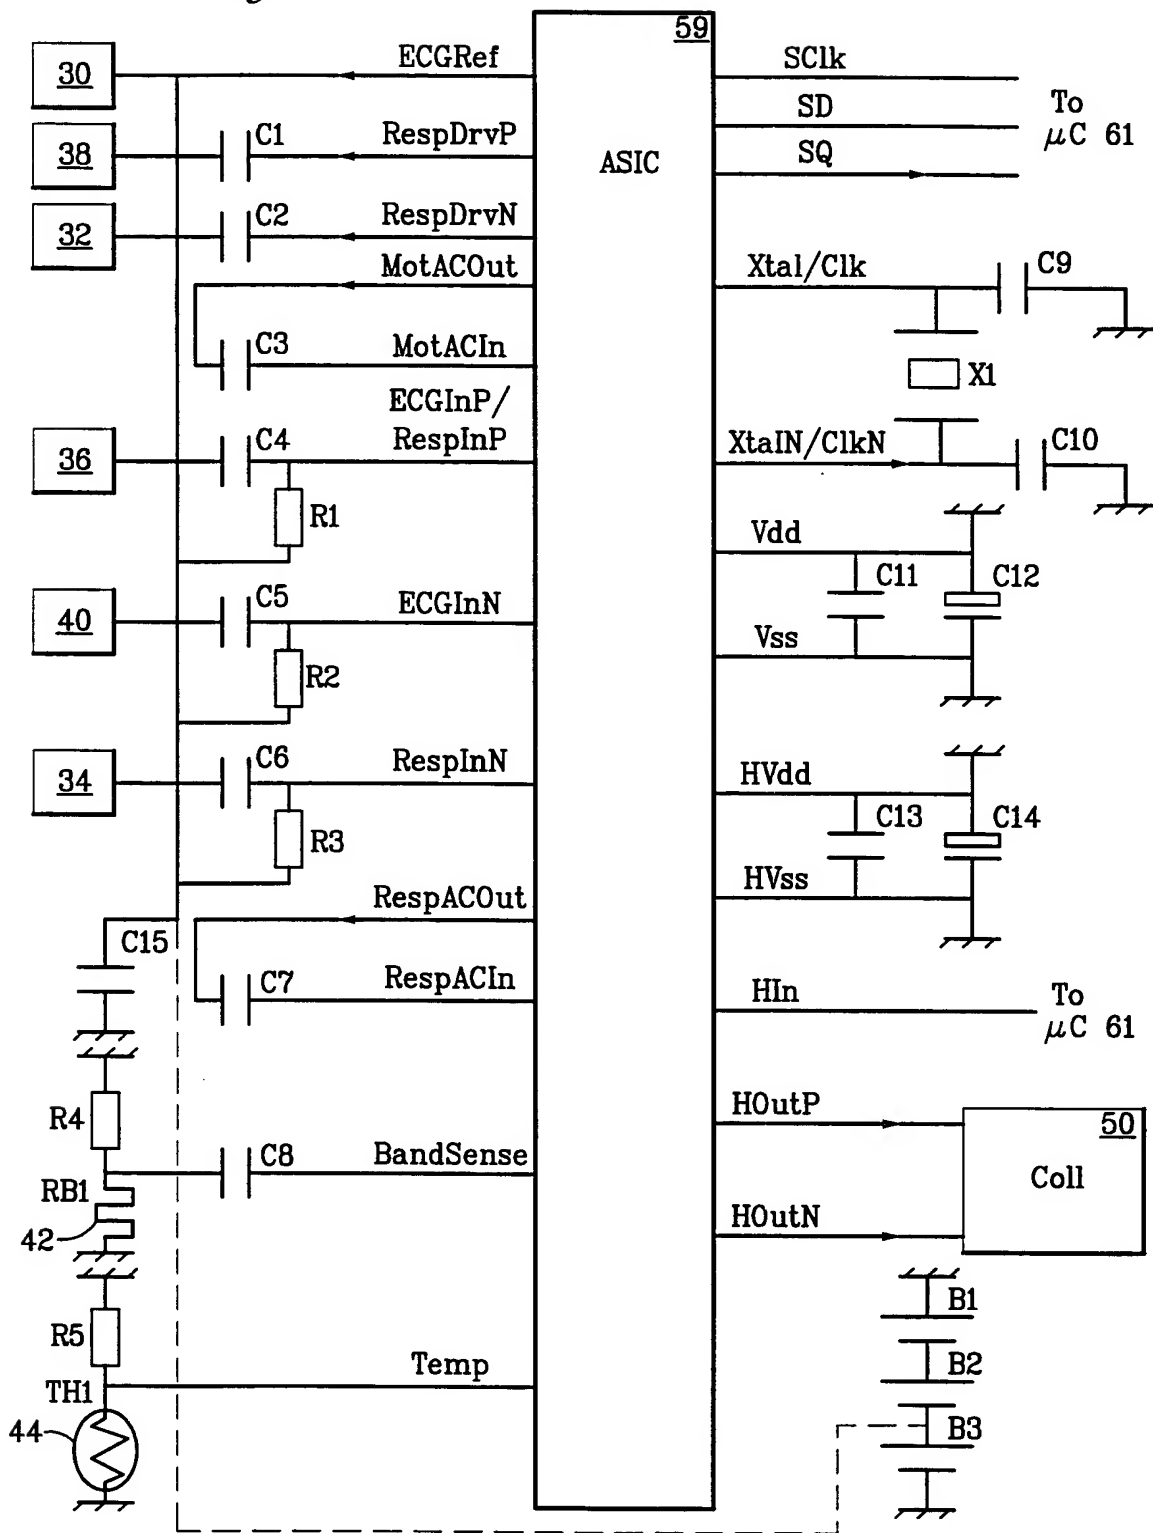 59
30
ECGRef
SClk
SD
To
µC 61
38
C1
RespDrvP
ASIC
SQ
32
C2
RespDrvN
MotACOut
Xtal/Clk
C9
C3
MotACIn
X1
ECGInP/
RespInP
36
C4
XtalN/ClkN
C10
R1
Vdd
C11
C12
40
C5
ECGInN
Vss
R2
34
C6
RespInN
HVdd
C13
C14
R3
HVss
RespACOut
C15
C7
RespACIn
HIn
To
µC 61
R4
HOutP
50
C8
BandSense
Coll
RB1
42
HOutN
B1
R5
B2
Temp
TH1
44
B3